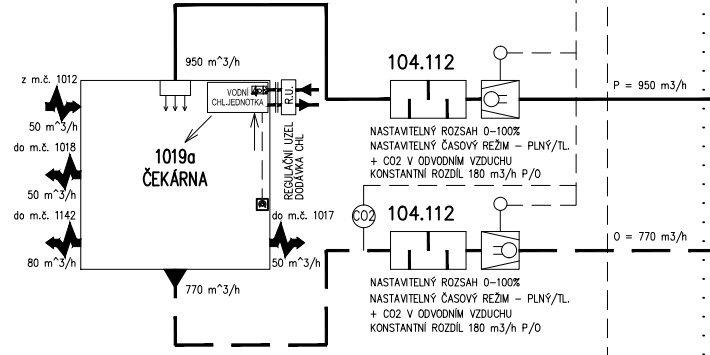 950 m^3/h
z m.č. 1012
50 m^3/h
do m.č. 1018
50 m^3/h
do m.č. 1142
80 m^3/h
VODNÍ
CHL.JEDNOTKA
R.U.
REGULAČNÍ UZEL
DODÁVKA CHL
1019a
ČEKÁRNA
do m.č. 1017
50 m^3/h
770 m^3/h
104.112
P = 950 m3/h
NASTAVITELNÝ ROZSAH 0-100%
NASTAVITELNÝ ČASOVÝ REŽIM - PLNÝ/TL.
+ CO2 V ODVODNÍM VZDUCHU
KONSTANTNÍ ROZDÍL 180 m3/h P/O
CO2
104.112
O = 770 m3/h
NASTAVITELNÝ ROZSAH 0-100%
NASTAVITELNÝ ČASOVÝ REŽIM - PLNÝ/TL.
+ CO2 V ODVODNÍM VZDUCHU
KONSTANTNÍ ROZDÍL 180 m3/h P/O